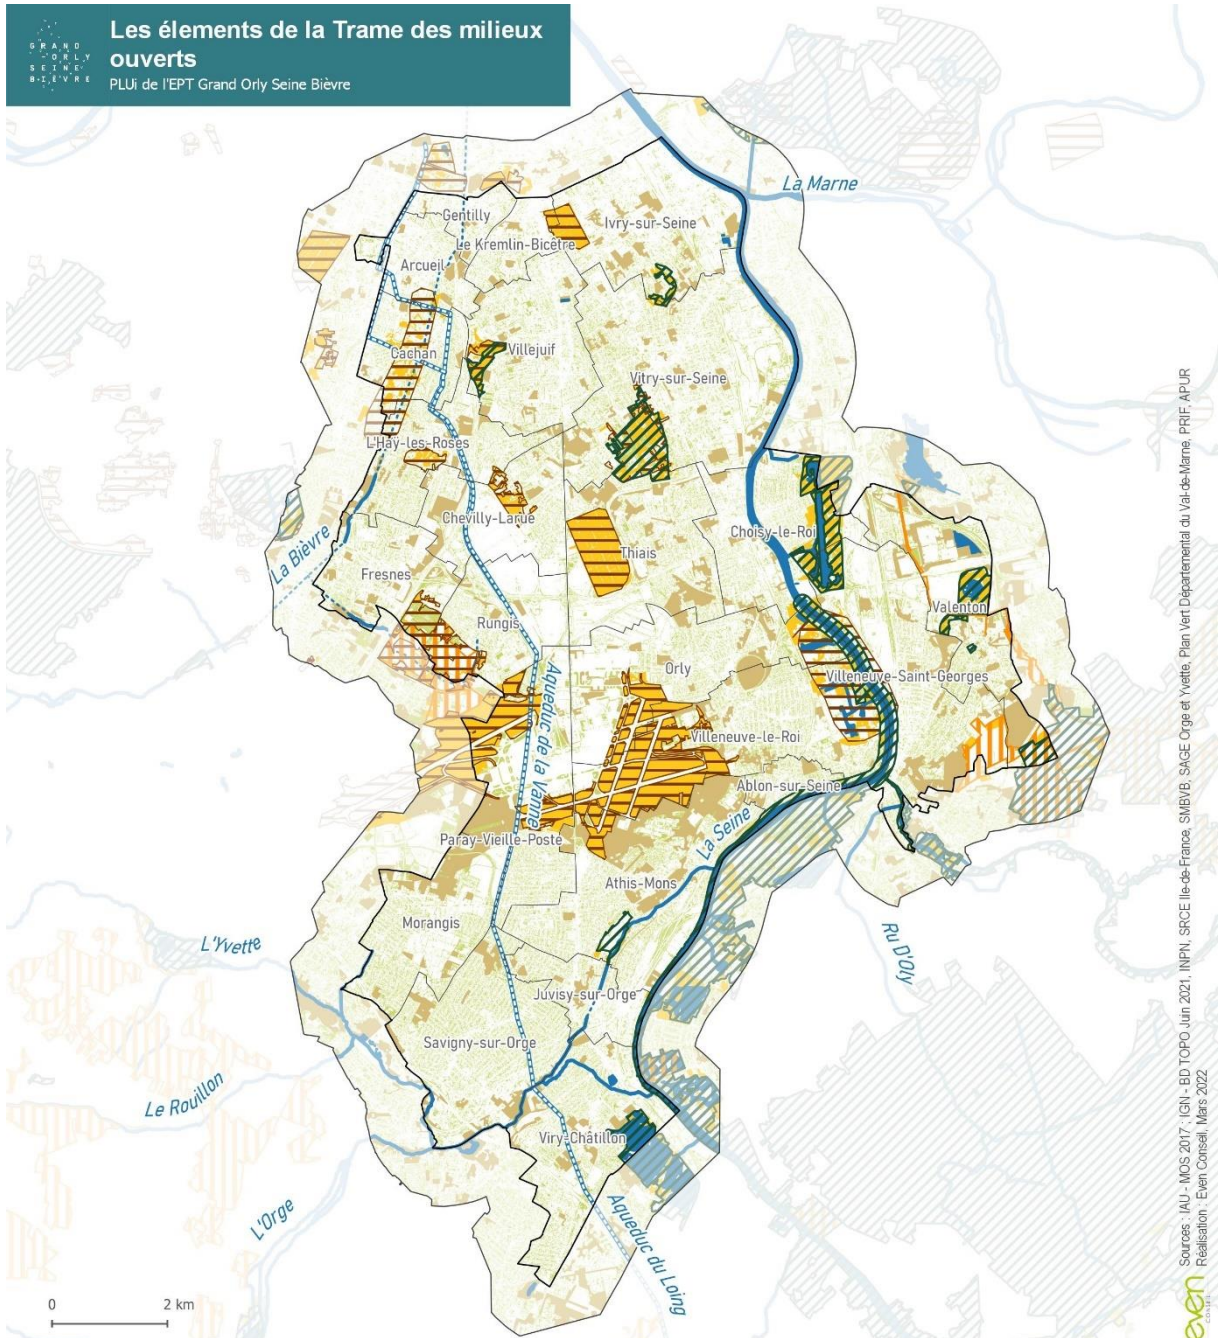 GRAND
ORLY
SEINE
BIÈVRE
Les élements de la Trame des milieux
ouverts
PLUi de l'EPT Grand Orly Seine Bièvre
La Marne
Gentilly
Ivry-sur-Seine
Le Kremlin-Bicêtre
Arcueil
Cachan
Villejuif
Vitry-sur-Seine
L'Haÿ-les-Roses
Chevilly-Larue
Choisy-le-Roi
La Bièvre
Thiais
Fresnes
Valenton
Rungis
Orly
Villeneuve-Saint-Georges
Aqueduc de la Vanne
Villeneuve-le-Roi
Ablon-sur-Seine
La Seine
Paray-Vieille-Poste
Athis-Mons
Morangis
L'Yvette
Ru D'Oly
Juvisy-sur-Orge
Savigny-sur-Orge
Le Rouillon
Viry-Châtillon
L'Orge
Aqueduc du Loing
0 2 km
Sources : IAU - MOS 2017 ; IGN - BD TOPO Juin 2021, INPN, SRCE Ile-de-France, SMBVB, SAGE Orge et Yvette, Plan Vert Départemental du Val-de-Marne, PRIF, APUR
Réalisation : Even Conseil, Mars 2022
even
CONSEIL